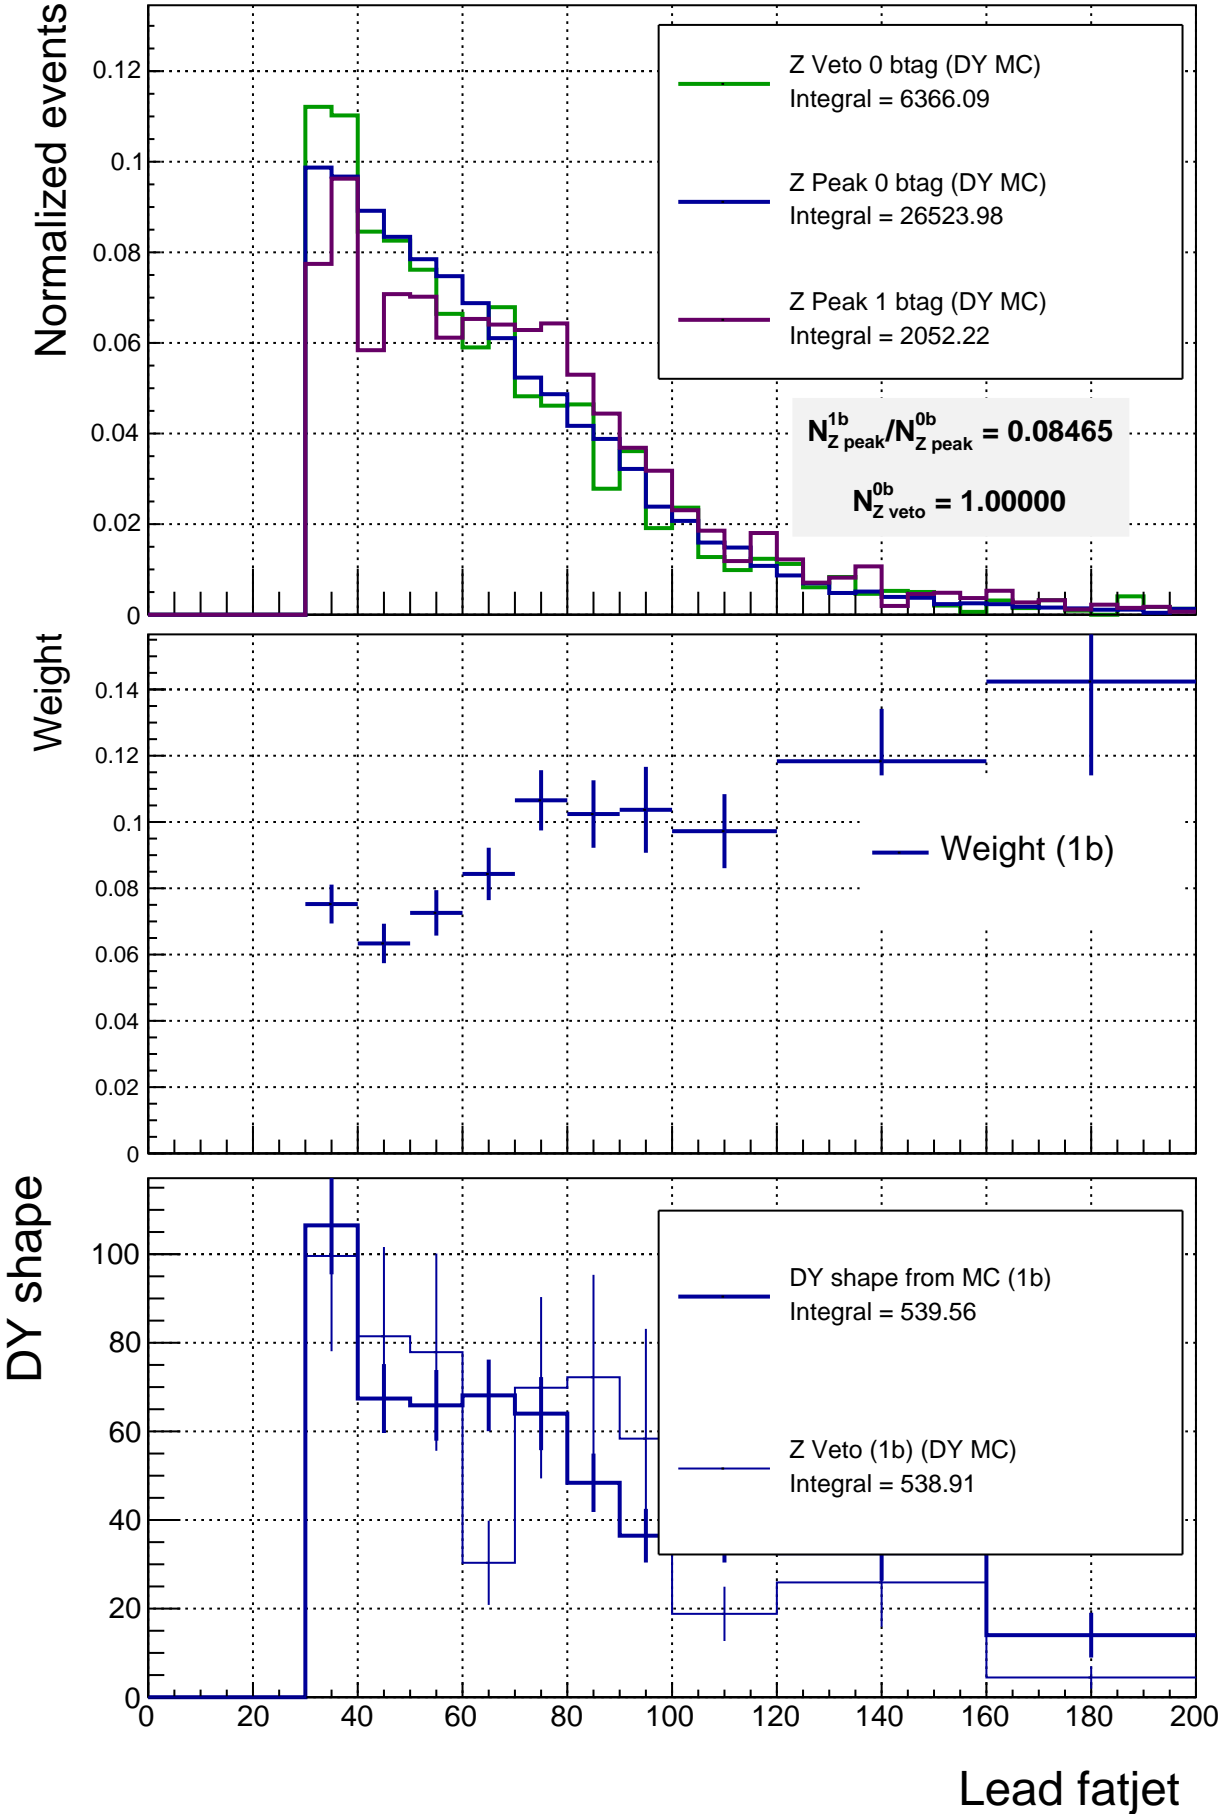 Normalized events
0.12
0.1
0.08
0.06
0.04
0.02
0
Z Veto 0 btag (DY MC)
Integral = 6366.09
Z Peak 0 btag (DY MC)
Integral = 26523.98
Z Peak 1 btag (DY MC)
Integral = 2052.22
N^{1b}_{Z peak}/N^{0b}_{Z peak} = 0.08465
N^{0b}_{Z veto} = 1.00000
Weight
0.14
0.12
0.1
0.08
0.06
0.04
0.02
0
Weight (1b)
DY shape
100
80
60
40
20
0
DY shape from MC (1b)
Integral = 539.56
Z Veto (1b) (DY MC)
Integral = 538.91
0 20 40 60 80 100 120 140 160 180 200
Lead fatjet